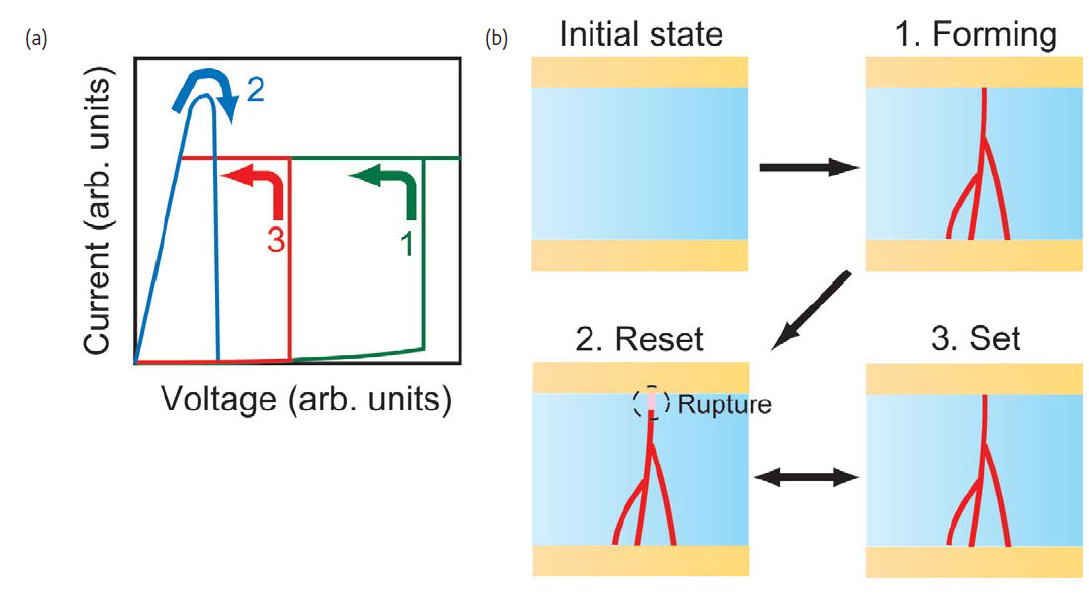 (a)
Current (arb. units)
2
3
1
Voltage (arb. units)
(b)
Initial state
1. Forming
2. Reset
Rupture
3. Set